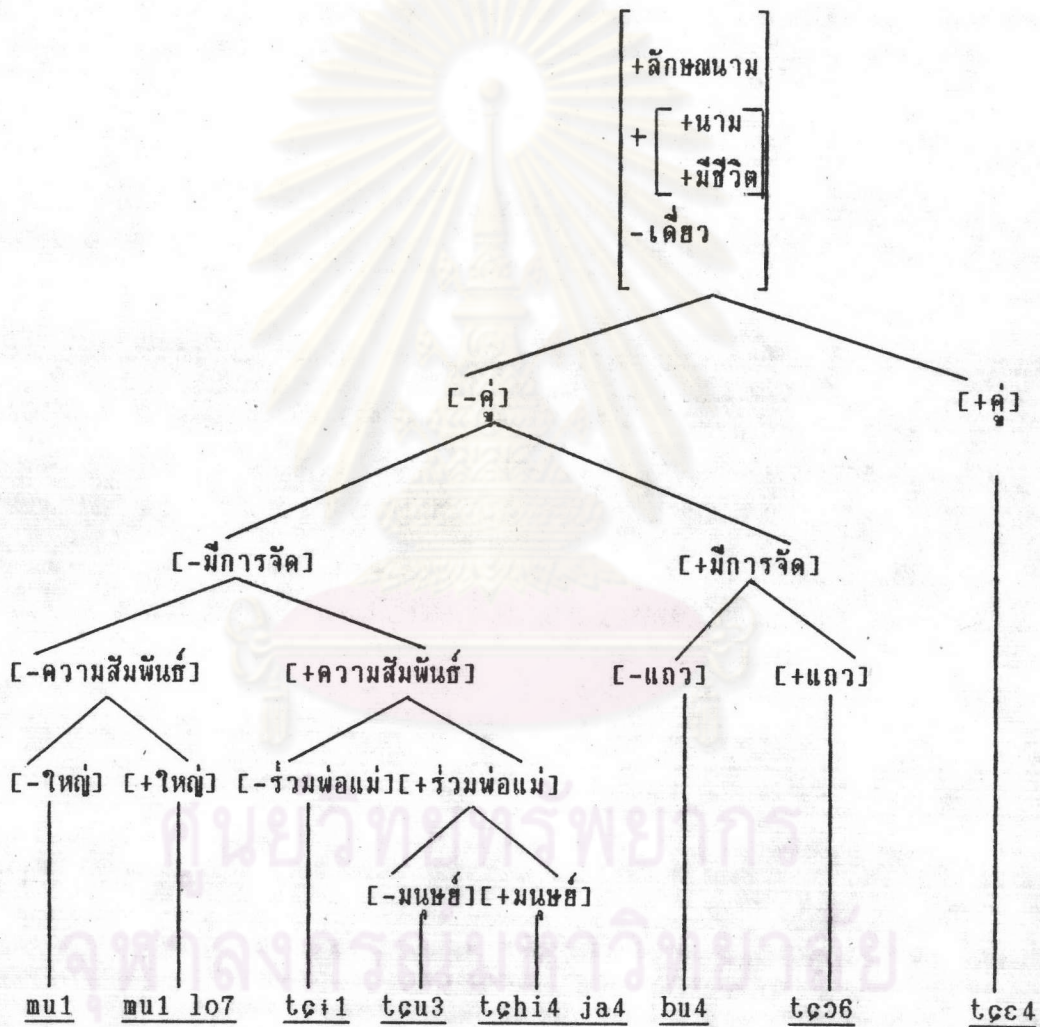 +ลักษณนาม
+ +นาม
+มีชีวิต
-เดี่ยว
[-คู่] [+คู่]
[-มีการจัด] [+มีการจัด]
[-ความสัมพันธ์] [+ความสัมพันธ์] [-แถว] [+แถว]
[-ใหญ่] [+ใหญ่] [-ร่วมพ่อแม่] [+ร่วมพ่อแม่]
[-มนุษย์] [+มนุษย์]
ศูนย์วิทยทรัพยากร
จุฬาลงกรณ์มหาวิทยาลัย
mu1 mu1 lo7 tɕɨ1 tɕu3 tɕhi4 ja4 bu4 tɕɔ6 tɕɛ4